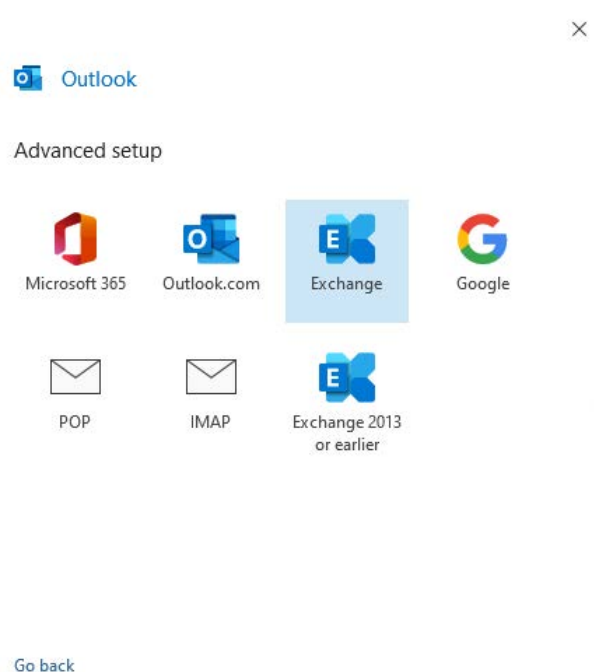 Outlook
Advanced setup
Microsoft 365
Outlook.com
Exchange
Google
POP
IMAP
Exchange 2013
or earlier
Go back